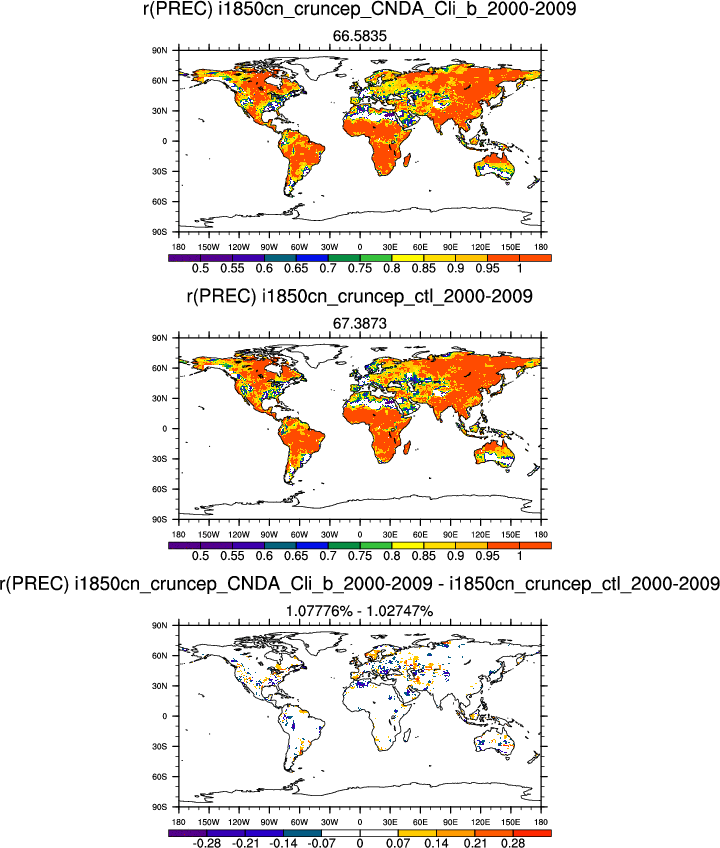 r(PREC) i1850cn_cruncep_CNDA_Cli_b_2000-2009
66.5835
90N
60N
30N
0
30S
60S
90S
180 150W 120W 90W 60W 30W 0 30E 60E 90E 120E 150E 180
0.5 0.55 0.6 0.65 0.7 0.75 0.8 0.85 0.9 0.95 1
r(PREC) i1850cn_cruncep_ctl_2000-2009
67.3873
90N
60N
30N
0
30S
60S
90S
180 150W 120W 90W 60W 30W 0 30E 60E 90E 120E 150E 180
0.5 0.55 0.6 0.65 0.7 0.75 0.8 0.85 0.9 0.95 1
r(PREC) i1850cn_cruncep_CNDA_Cli_b_2000-2009 - i1850cn_cruncep_ctl_2000-2009
1.07776% - 1.02747%
90N
60N
30N
0
30S
60S
90S
180 150W 120W 90W 60W 30W 0 30E 60E 90E 120E 150E 180
-0.28 -0.21 -0.14 -0.07 0 0.07 0.14 0.21 0.28